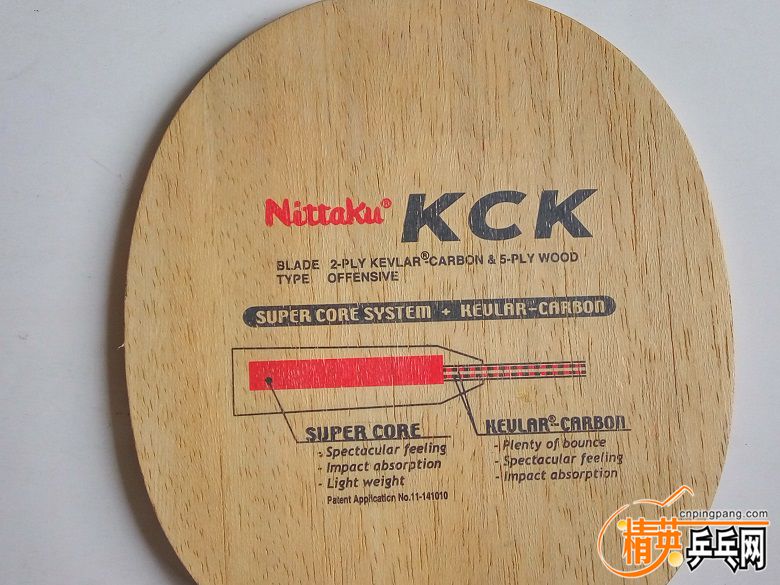 Nittaku® KCK
BLADE 2-PLY KEVLAR®-CARBON & 5-PLY WOOD
TYPE OFFENSIVE
SUPER CORE SYSTEM + KEVLAR-CARBON
SUPER CORE
- Spectacular feeling
- Impact absorption
- Light weight
Patent Application No.11-141010
KEVLAR®-CARBON
- Plenty of bounce
- Spectacular feeling
- Impact absorption
cnpingpang.com
精英乒乓网